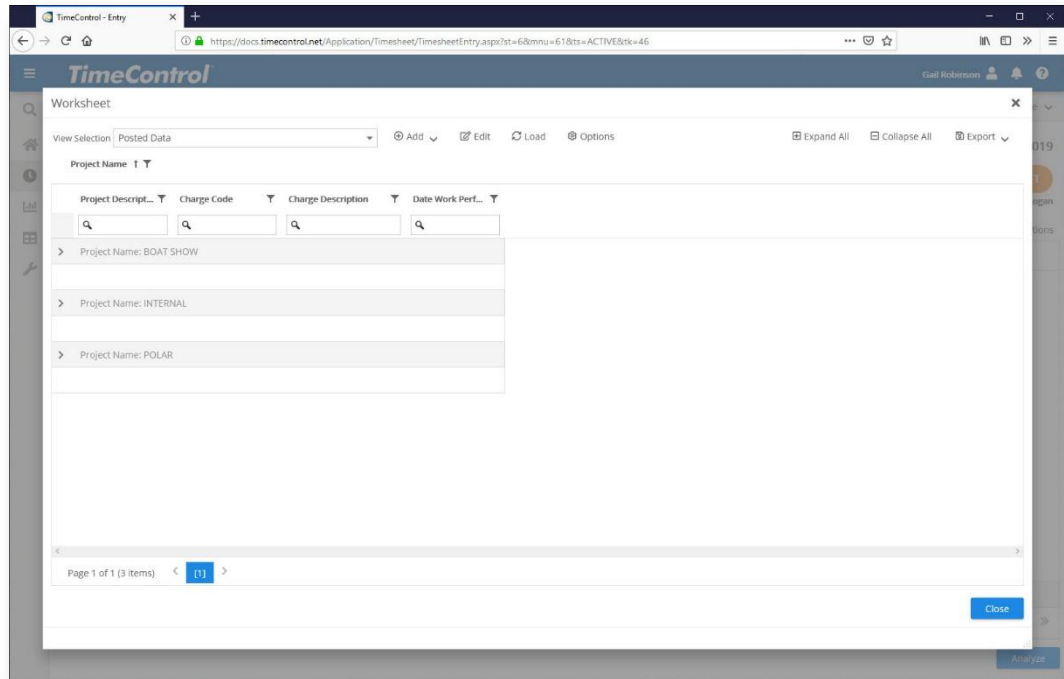 TimeControl - Entry
https://docs.timecontrol.net/Application/Timesheet/TimesheetEntry.aspx?st=6&mnu=61&ts=ACTIVE&tk=46
TimeControl
Gail Robinson
Worksheet
View Selection Posted Data Add Edit Load Options Expand All Collapse All Export
019
Project Name
Project Descript... Charge Code Charge Description Date Work Perf...
Project Name: BOAT SHOW
Project Name: INTERNAL
Project Name: POLAR
Page 1 of 1 (3 items) [1]
Close
Analyze